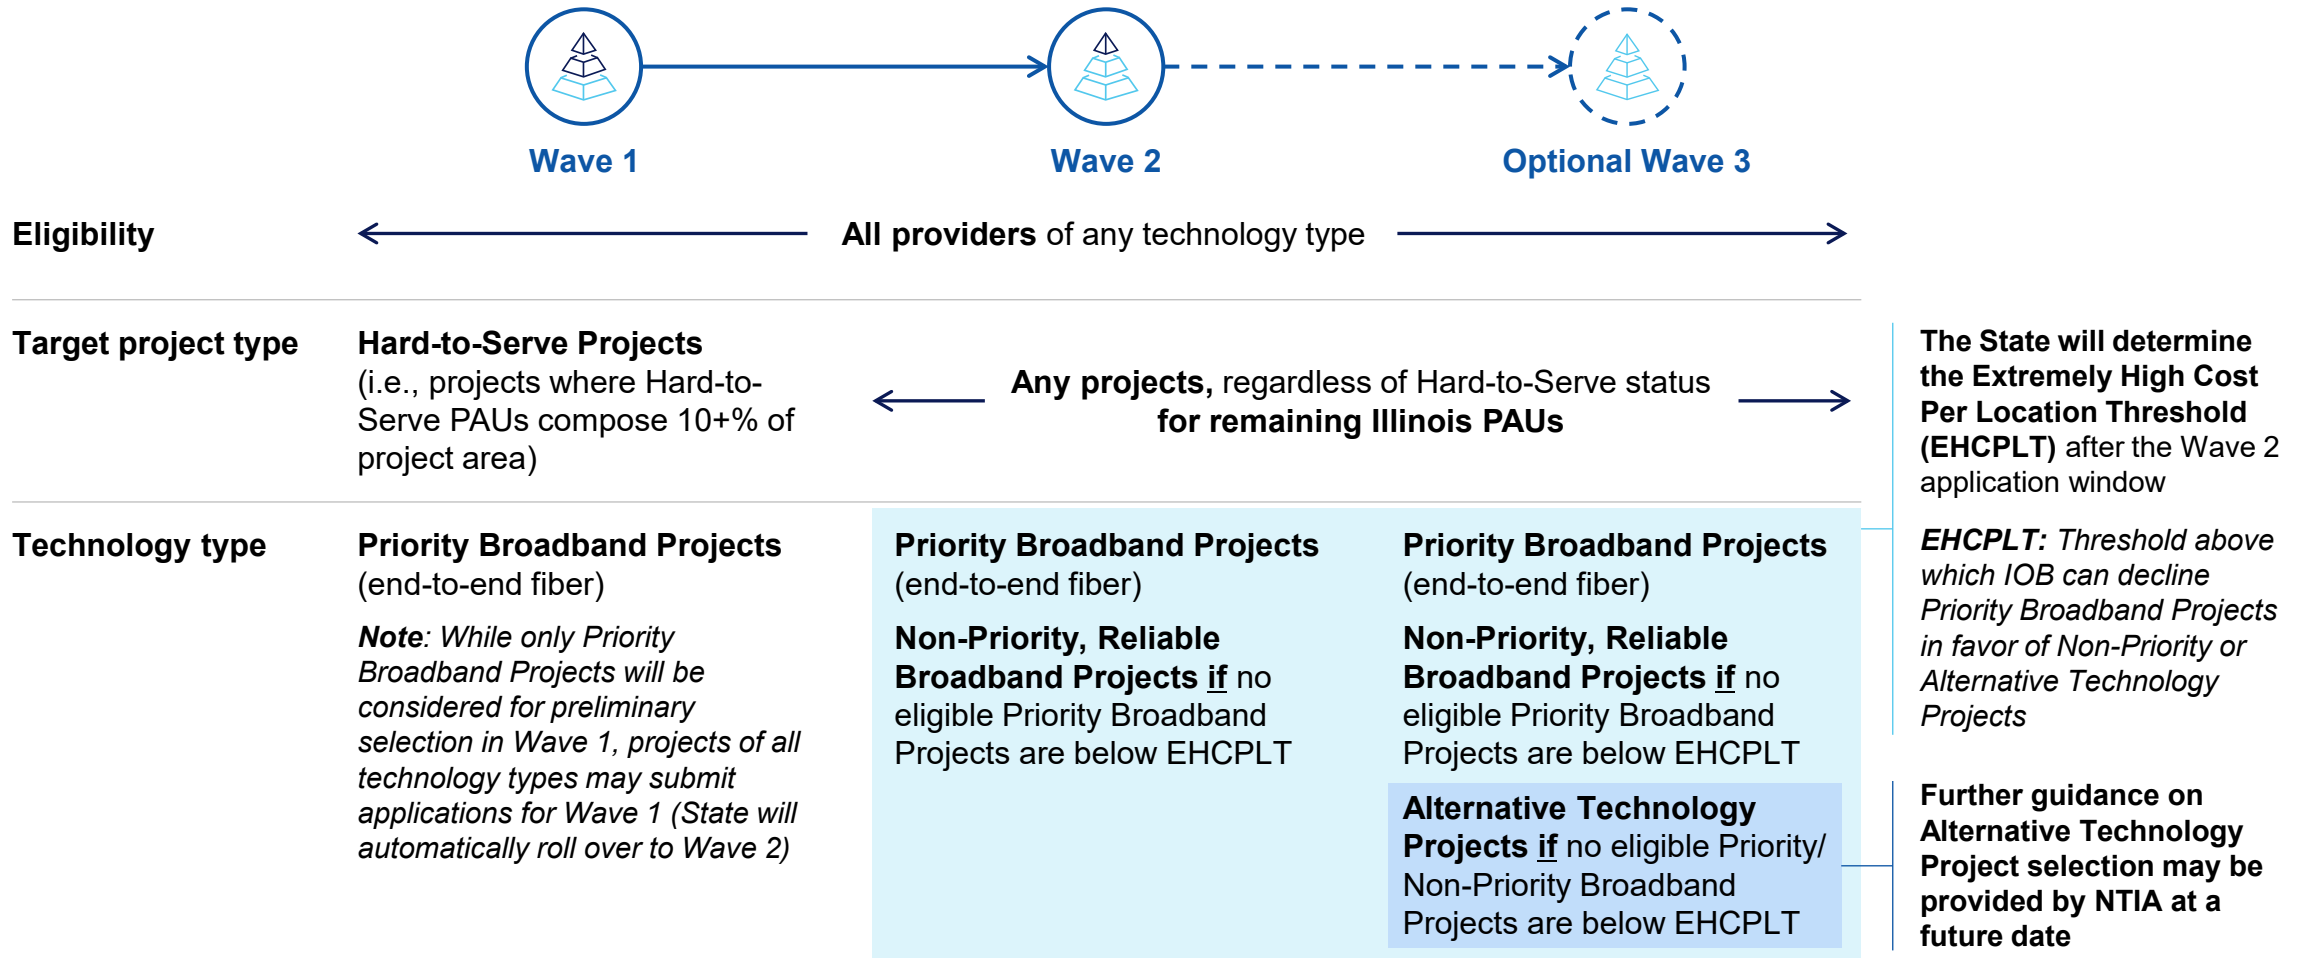 Wave 1
Wave 2
Optional Wave 3
Eligibility
All providers of any technology type
Target project type
Hard-to-Serve Projects
(i.e., projects where Hard-to-
Serve PAUs compose 10+% of
project area)
Any projects, regardless of Hard-to-Serve status
for remaining Illinois PAUs
The State will determine
the Extremely High Cost
Per Location Threshold
(EHCPLT) after the Wave 2
application window
EHCPLT: Threshold above
which IOB can decline
Priority Broadband Projects
in favor of Non-Priority or
Alternative Technology
Projects
Technology type
Priority Broadband Projects
(end-to-end fiber)
Note: While only Priority
Broadband Projects will be
considered for preliminary
selection in Wave 1, projects of all
technology types may submit
applications for Wave 1 (State will
automatically roll over to Wave 2)
Priority Broadband Projects
(end-to-end fiber)
Non-Priority, Reliable
Broadband Projects if no
eligible Priority Broadband
Projects are below EHCPLT
Priority Broadband Projects
(end-to-end fiber)
Non-Priority, Reliable
Broadband Projects if no
eligible Priority Broadband
Projects are below EHCPLT
Alternative Technology
Projects if no eligible Priority/
Non-Priority Broadband
Projects are below EHCPLT
Further guidance on
Alternative Technology
Project selection may be
provided by NTIA at a
future date